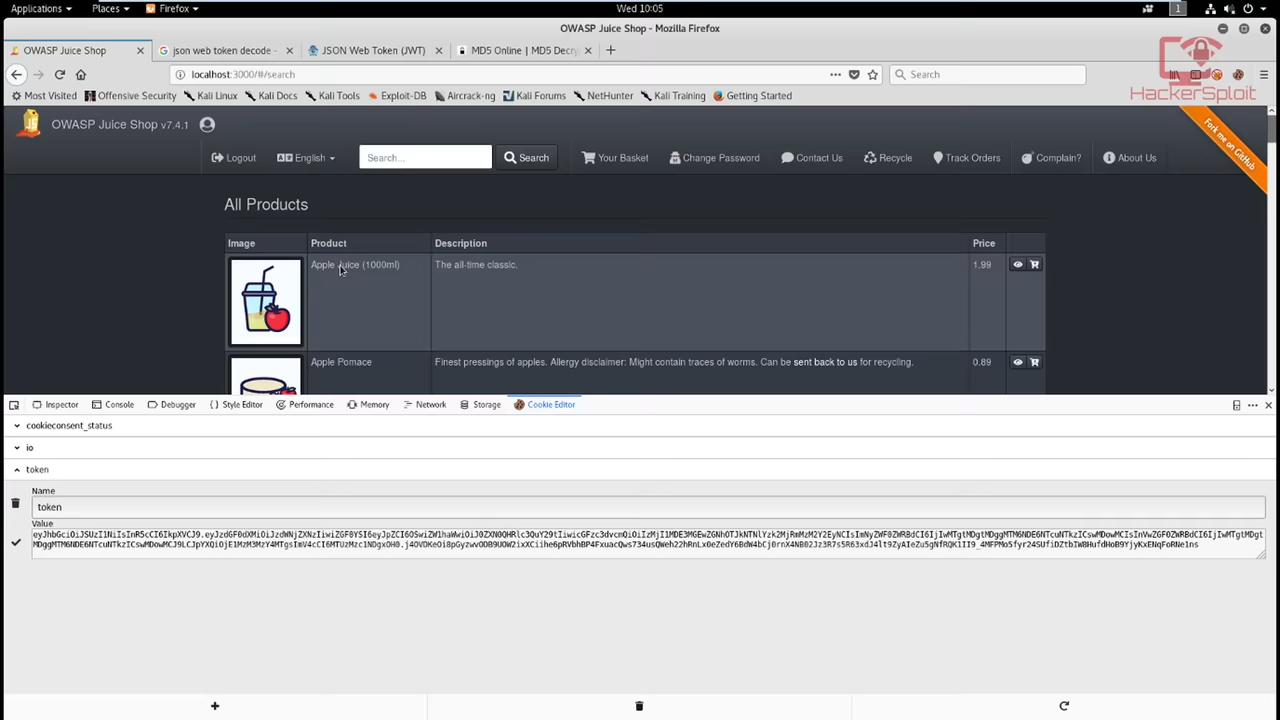 Applications Places Firefox Wed 10:05 1
OWASP Juice Shop - Mozilla Firefox
OWASP Juice Shop json web token decode - JSON Web Token (JWT) MD5 Online | MD5 Decry
localhost:3000/#/search Search
HackerSploit
Most Visited Offensive Security Kali Linux Kali Docs Kali Tools Exploit-DB Aircrack-ng Kali Forums NetHunter Kali Training Getting Started
OWASP Juice Shop v7.4.1
Fork me on GitHub
Logout English Search... Search Your Basket Change Password Contact Us Recycle Track Orders Complain? About Us
All Products
Image Product Description Price
Apple Juice (1000ml) The all-time classic. 1.99
Apple Pomace Finest pressings of apples. Allergy disclaimer: Might contain traces of worms. Can be sent back to us for recycling. 0.89
Inspector Console Debugger Style Editor Performance Memory Network Storage Cookie Editor
cookieconsent_status
io
token
Name
token
Value